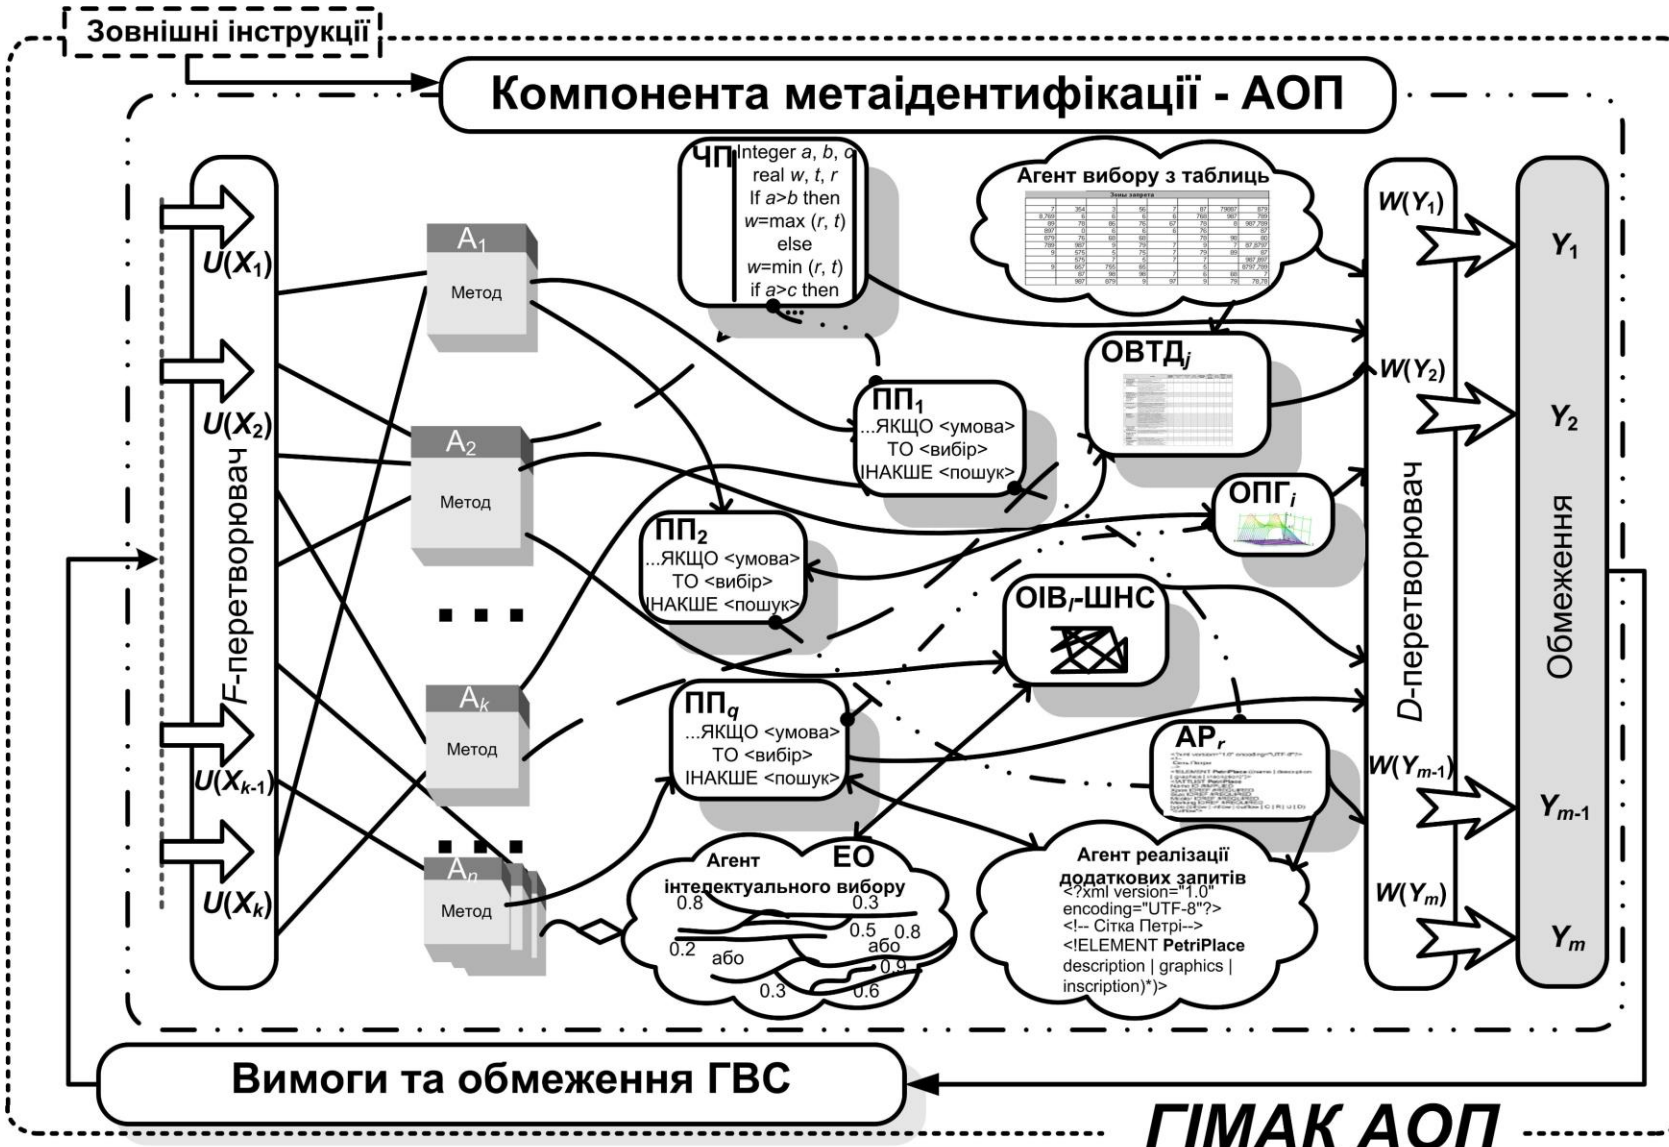 Зовнішні інструкції
Компонента метаідентифікації - АОП
F-перетворювач
U(X1)
U(X2)
U(Xk-1)
U(Xk)
A1
Метод
A2
Метод
Ak
Метод
An
Метод
ЧП
Integer a, b, c
real w, t, r
If a>b then
w=max (r, t)
else
w=min (r, t)
if a>c then
...
Агент вибору з таблиць
ОВТДj
ПП1
...ЯКЩО <умова>
ТО <вибір>
ІНАКШЕ <пошук>
ОПГi
ПП2
...ЯКЩО <умова>
ТО <вибір>
ІНАКШЕ <пошук>
ОІВl-ШНС
ППq
...ЯКЩО <умова>
ТО <вибір>
ІНАКШЕ <пошук>
АРr
Агент
ЕО
інтелектуального вибору
0.8
0.3
0.5
0.8
0.2
або
або
0.9
0.3
0.6
Агент реалізації
додаткових запитів
<?xml version="1.0"
encoding="UTF-8"?>
<!-- Сітка Петрі-->
<!ELEMENT PetriPlace
description | graphics |
inscription)*)>
D-перетворювач
W(Y1)
W(Y2)
W(Ym-1)
W(Ym)
Обмеження
Y1
Y2
Ym-1
Ym
Вимоги та обмеження ГВС
ГІМАК АОП